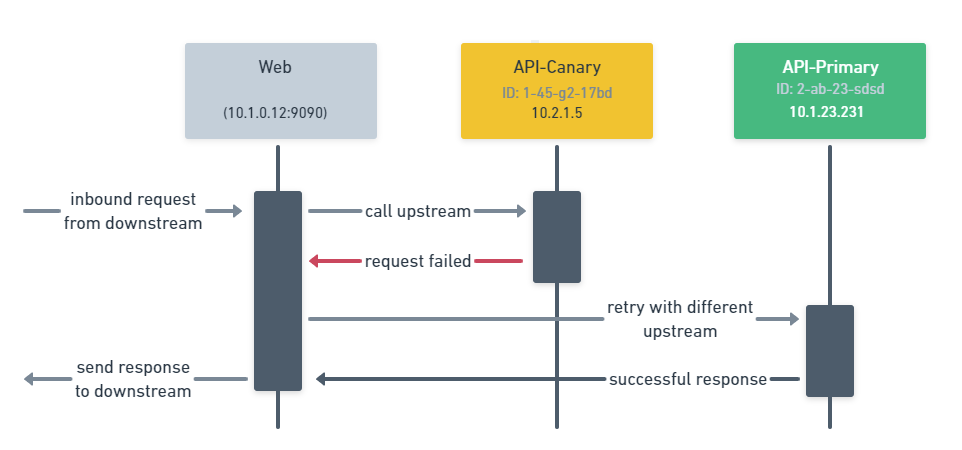 Web
(10.1.0.12:9090)
API-Canary
ID: 1-45-g2-17bd
10.2.1.5
API-Primary
ID: 2-ab-23-sdsd
10.1.23.231
inbound request
from downstream
call upstream
request failed
retry with different
upstream
send response
to downstream
successful response